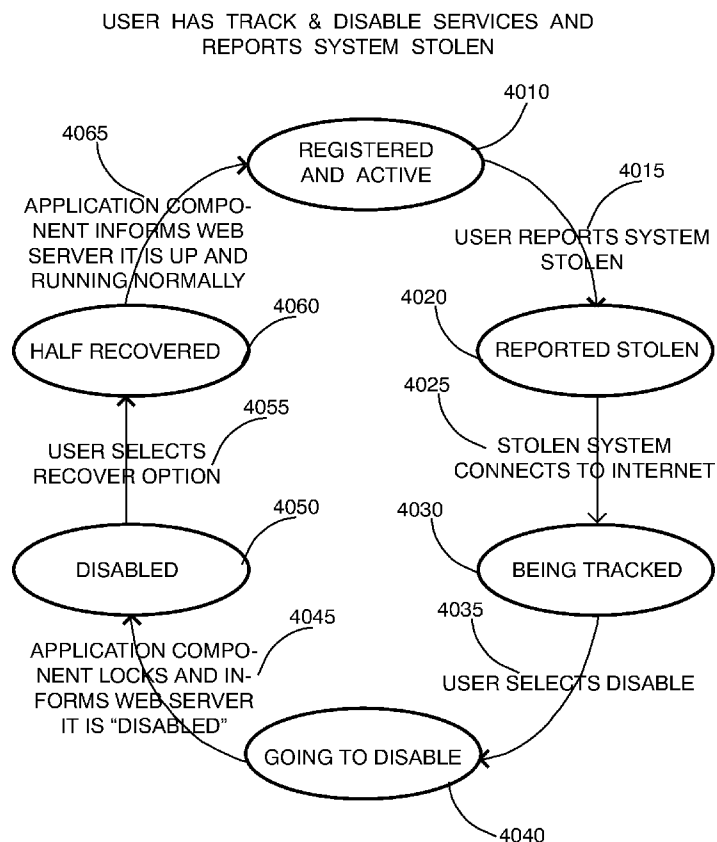 USER HAS TRACK & DISABLE SERVICES AND
REPORTS SYSTEM STOLEN
4010
REGISTERED
AND ACTIVE
4015
USER REPORTS SYSTEM
STOLEN
4020
REPORTED STOLEN
4025
STOLEN SYSTEM
CONNECTS TO INTERNET
4030
BEING TRACKED
4035
USER SELECTS DISABLE
GOING TO DISABLE
4040
4045
APPLICATION COMPO-
NENT LOCKS AND IN-
FORMS WEB SERVER
IT IS “DISABLED”
4050
DISABLED
4055
USER SELECTS
RECOVER OPTION
4060
HALF RECOVERED
4065
APPLICATION COMPO-
NENT INFORMS WEB
SERVER IT IS UP AND
RUNNING NORMALLY